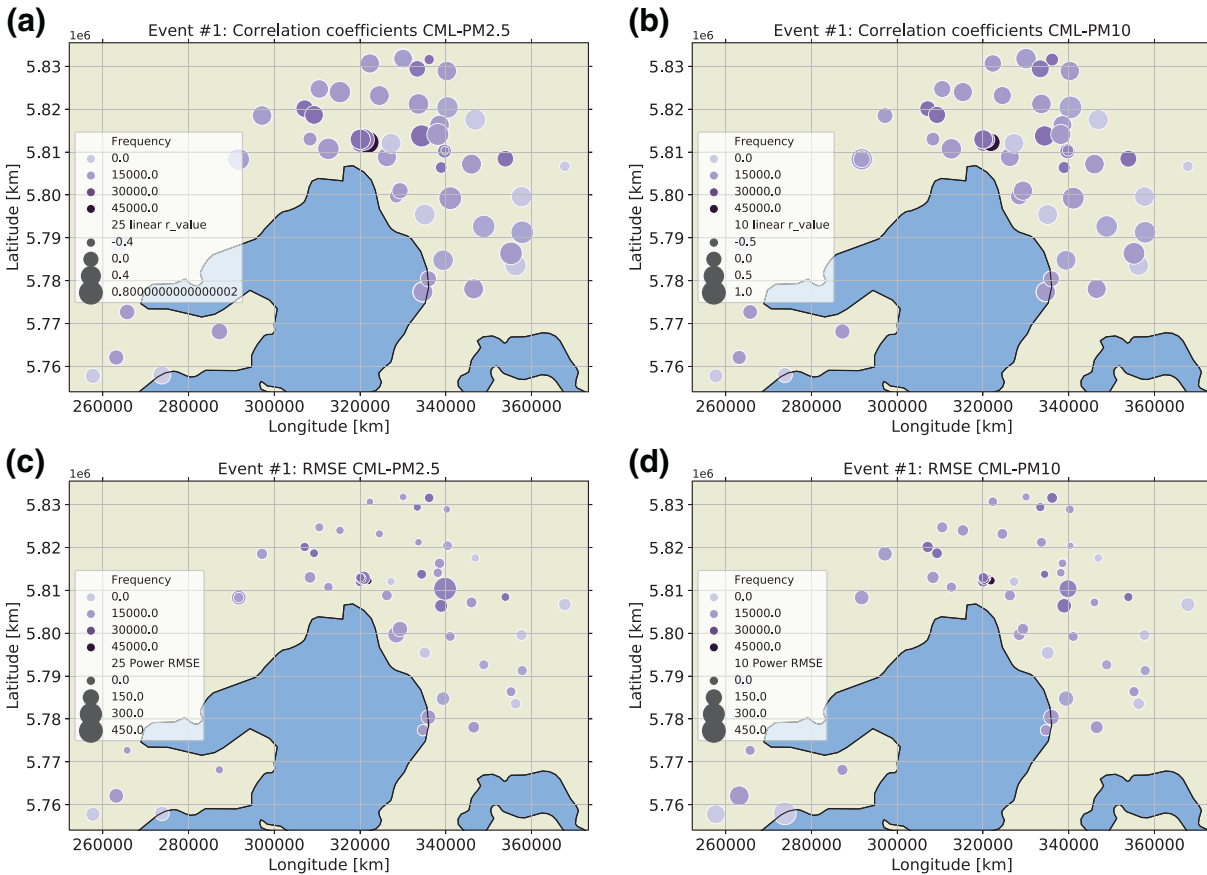 (a)
Event #1: Correlation coefficients CML-PM2.5
1e6
5.83
5.82
5.81
5.80
5.79
5.78
5.77
5.76
Latitude [km]
Frequency
0.0
15000.0
30000.0
45000.0
25 linear r_value
-0.4
0.0
0.4
0.8000000000000002
260000 280000 300000 320000 340000 360000
Longitude [km]
(b)
Event #1: Correlation coefficients CML-PM10
1e6
5.83
5.82
5.81
5.80
5.79
5.78
5.77
5.76
Latitude [km]
Frequency
0.0
15000.0
30000.0
45000.0
10 linear r_value
-0.5
0.0
0.5
1.0
260000 280000 300000 320000 340000 360000
Longitude [km]
(c)
Event #1: RMSE CML-PM2.5
1e6
5.83
5.82
5.81
5.80
5.79
5.78
5.77
5.76
Latitude [km]
Frequency
0.0
15000.0
30000.0
45000.0
25 Power RMSE
0.0
150.0
300.0
450.0
260000 280000 300000 320000 340000 360000
Longitude [km]
(d)
Event #1: RMSE CML-PM10
1e6
5.83
5.82
5.81
5.80
5.79
5.78
5.77
5.76
Latitude [km]
Frequency
0.0
15000.0
30000.0
45000.0
10 Power RMSE
0.0
150.0
300.0
450.0
260000 280000 300000 320000 340000 360000
Longitude [km]